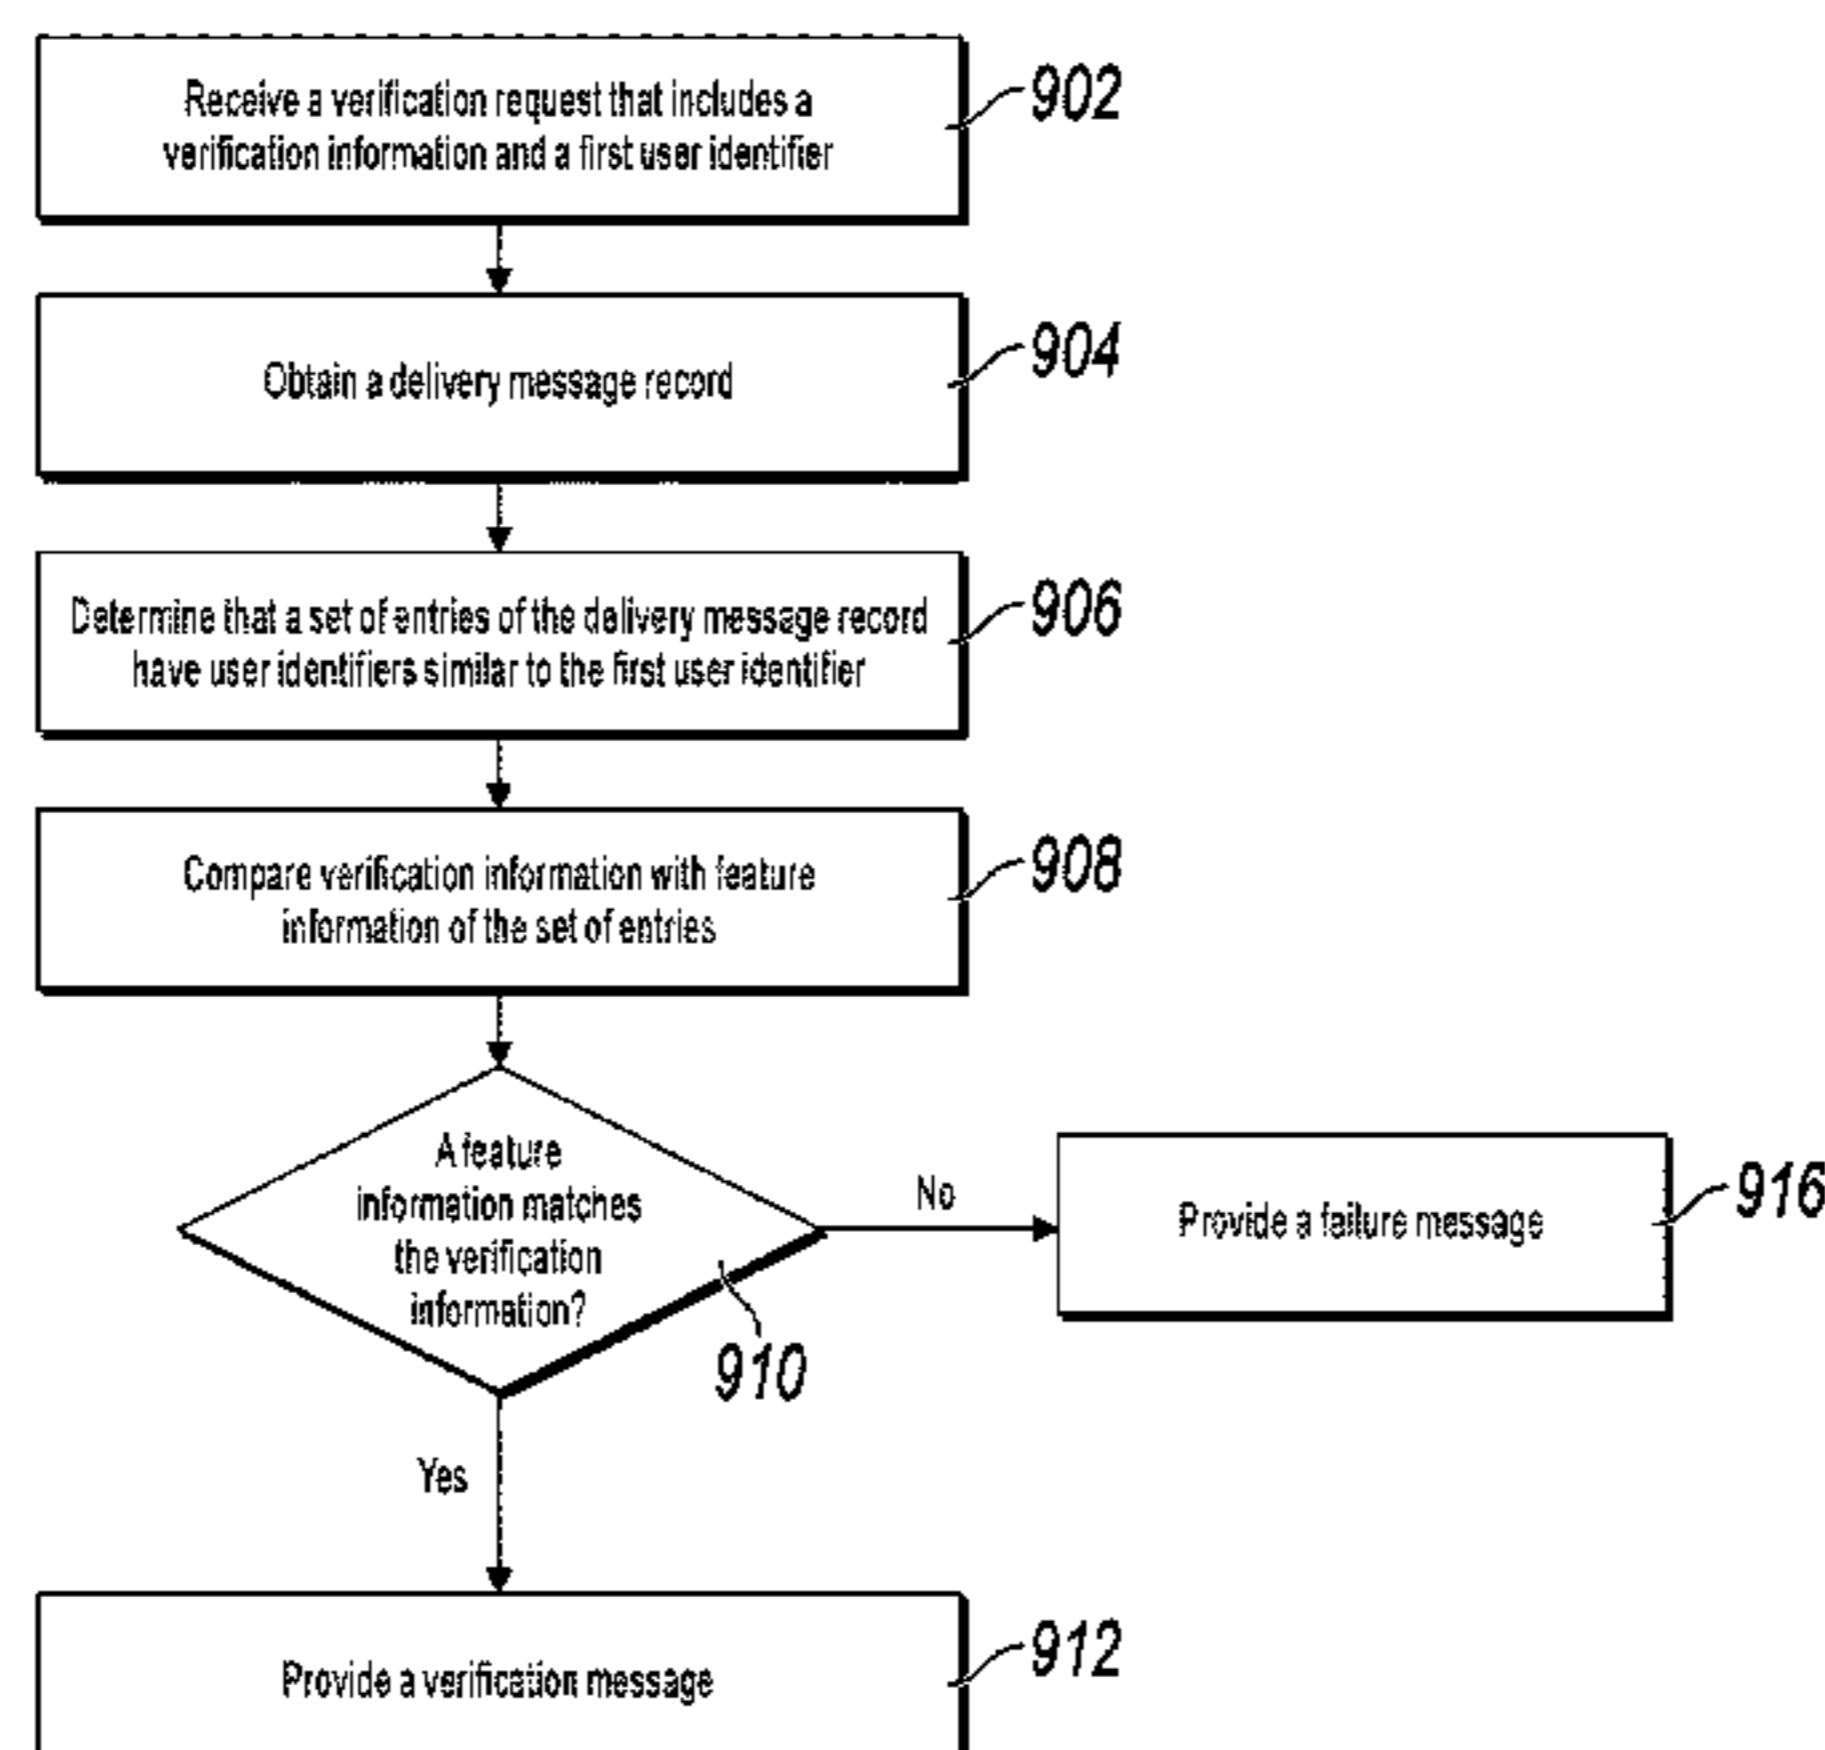 Receive a verification request that includes a
verification information and a first user identifier
902
Obtain a delivery message record
904
Determine that a set of entries of the delivery message record
have user identifiers similar to the first user identifier
906
Compare verification information with feature
information of the set of entries
908
A feature
information matches
the verification
information?
910
No
Provide a failure message
916
Yes
Provide a verification message
912